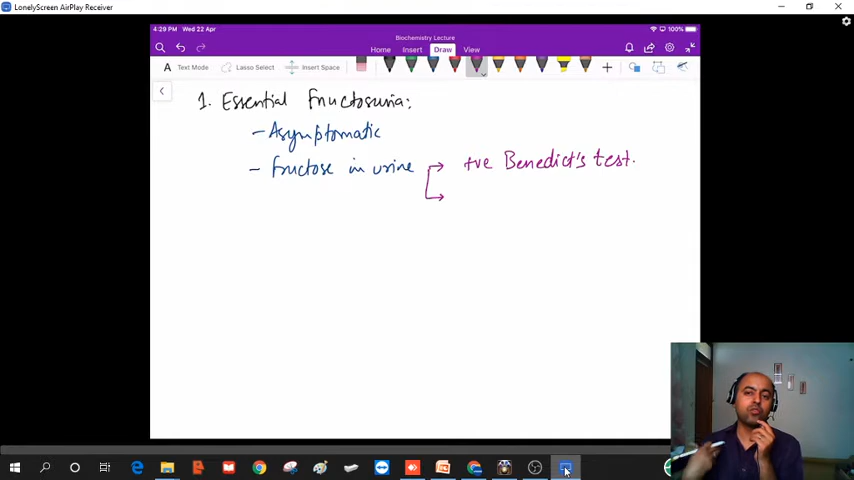 LonelyScreen AirPlay Receiver
4:29 PM Wed 22 Apr
100%
Biochemistry Lecture
Home Insert Draw View
Text Mode Lasso Select Insert Space
1. Essential Fructosuria:
- Asymptomatic
- fructose in urine → +ve Benedict's test.